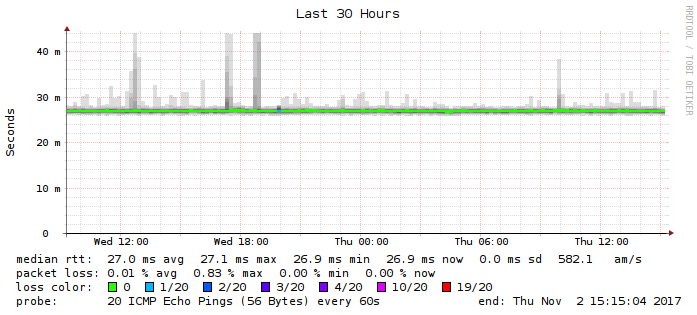 Last 30 Hours
RRDTOOL / TOBI OETIKER
Seconds
40 m
30 m
20 m
10 m
0
Wed 12:00 Wed 18:00 Thu 00:00 Thu 06:00 Thu 12:00
median rtt: 27.0 ms avg 27.1 ms max 26.9 ms min 26.9 ms now 0.0 ms sd 582.1 am/s
packet loss: 0.01 % avg 0.83 % max 0.00 % min 0.00 % now
loss color: 0 1/20 2/20 3/20 4/20 10/20 19/20
probe: 20 ICMP Echo Pings (56 Bytes) every 60s end: Thu Nov 2 15:15:04 2017